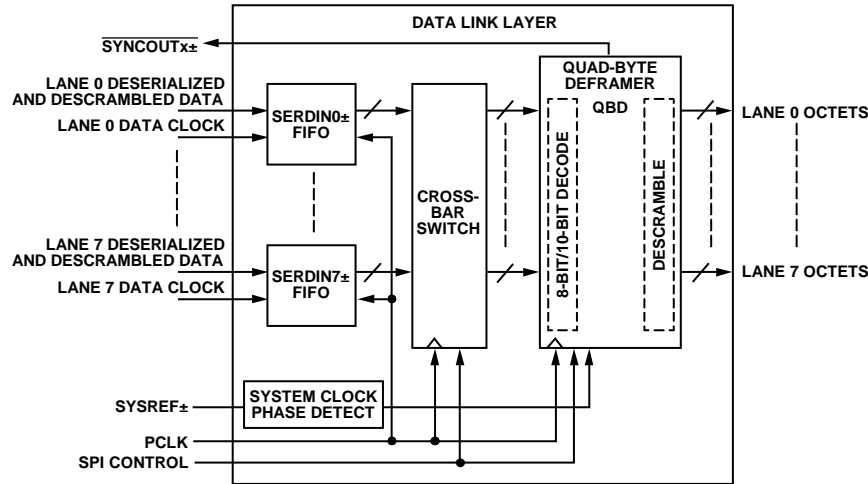 DATA LINK LAYER
SYNCOUTx±
QUAD-BYTE
DEFRAMER
QBD
LANE 0 DESERIALIZED
AND DESCRAMBLED DATA
LANE 0 DATA CLOCK
SERDIN0±
FIFO
LANE 0 OCTETS
CROSS-
BAR
SWITCH
8-BIT/10-BIT DECODE
DESCRAMBLE
LANE 7 DESERIALIZED
AND DESCRAMBLED DATA
LANE 7 DATA CLOCK
SERDIN7±
FIFO
LANE 7 OCTETS
SYSREF±
SYSTEM CLOCK
PHASE DETECT
PCLK
SPI CONTROL